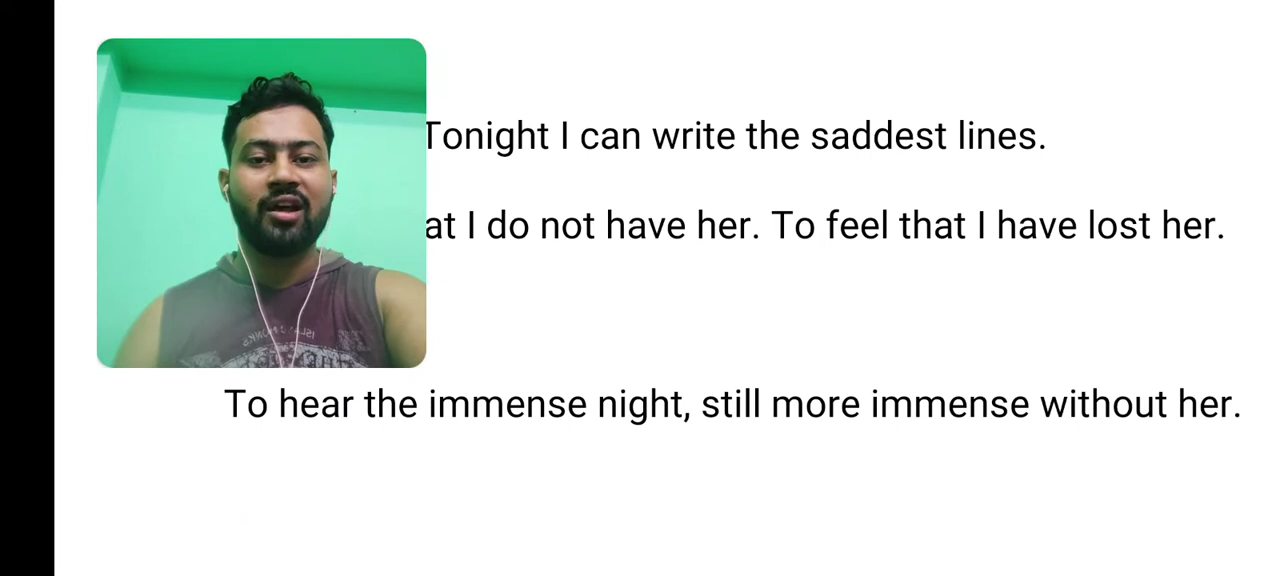 Tonight I can write the saddest lines.
at I do not have her. To feel that I have lost her.
To hear the immense night, still more immense without her.